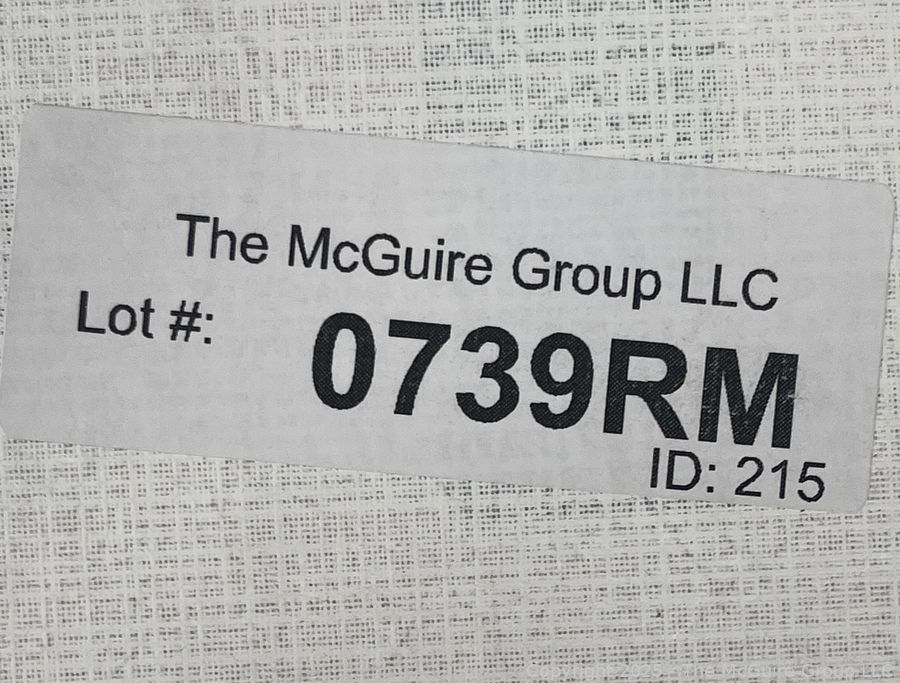 The McGuire Group LLC
Lot #:
0739RM
ID: 215